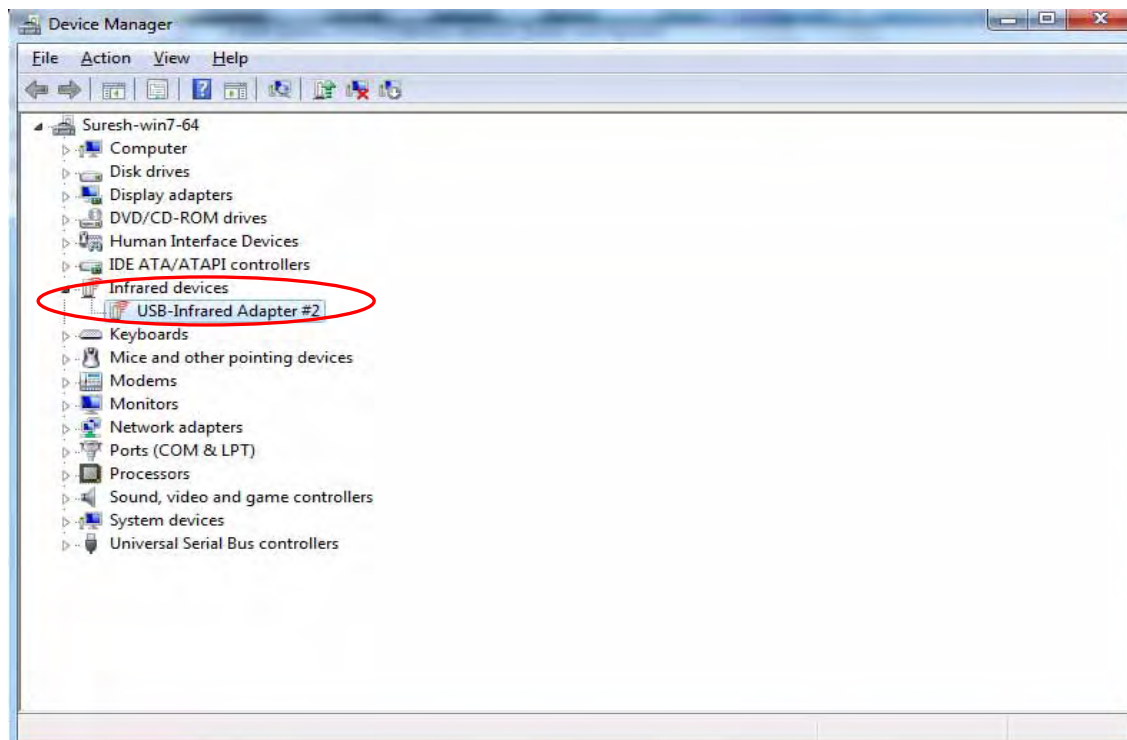 Device Manager
File Action View Help
Suresh-win7-64
Computer
Disk drives
Display adapters
DVD/CD-ROM drives
Human Interface Devices
IDE ATA/ATAPI controllers
Infrared devices
USB-Infrared Adapter #2
Keyboards
Mice and other pointing devices
Modems
Monitors
Network adapters
Ports (COM & LPT)
Processors
Sound, video and game controllers
System devices
Universal Serial Bus controllers